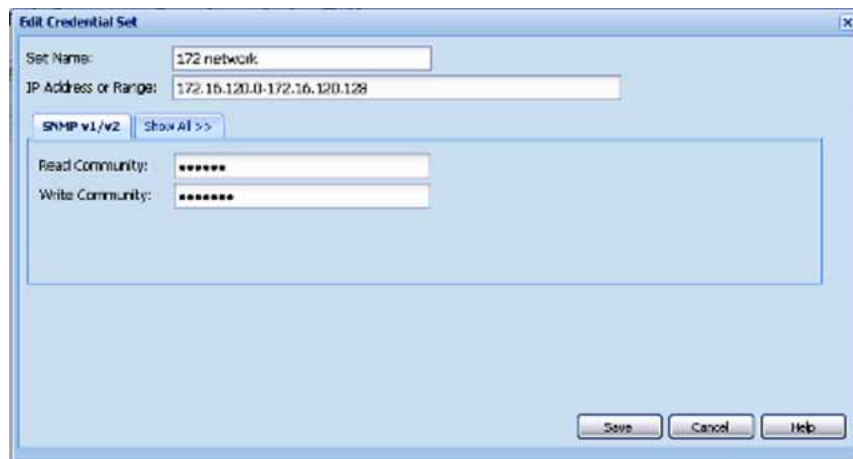 Edit Credential Set
Set Name: 172 network
IP Address or Range: 172.16.120.0-172.16.120.128
SNMP v1/v2 Show All >>
Read Community: ••••••
Write Community: •••••••
Save Cancel Help